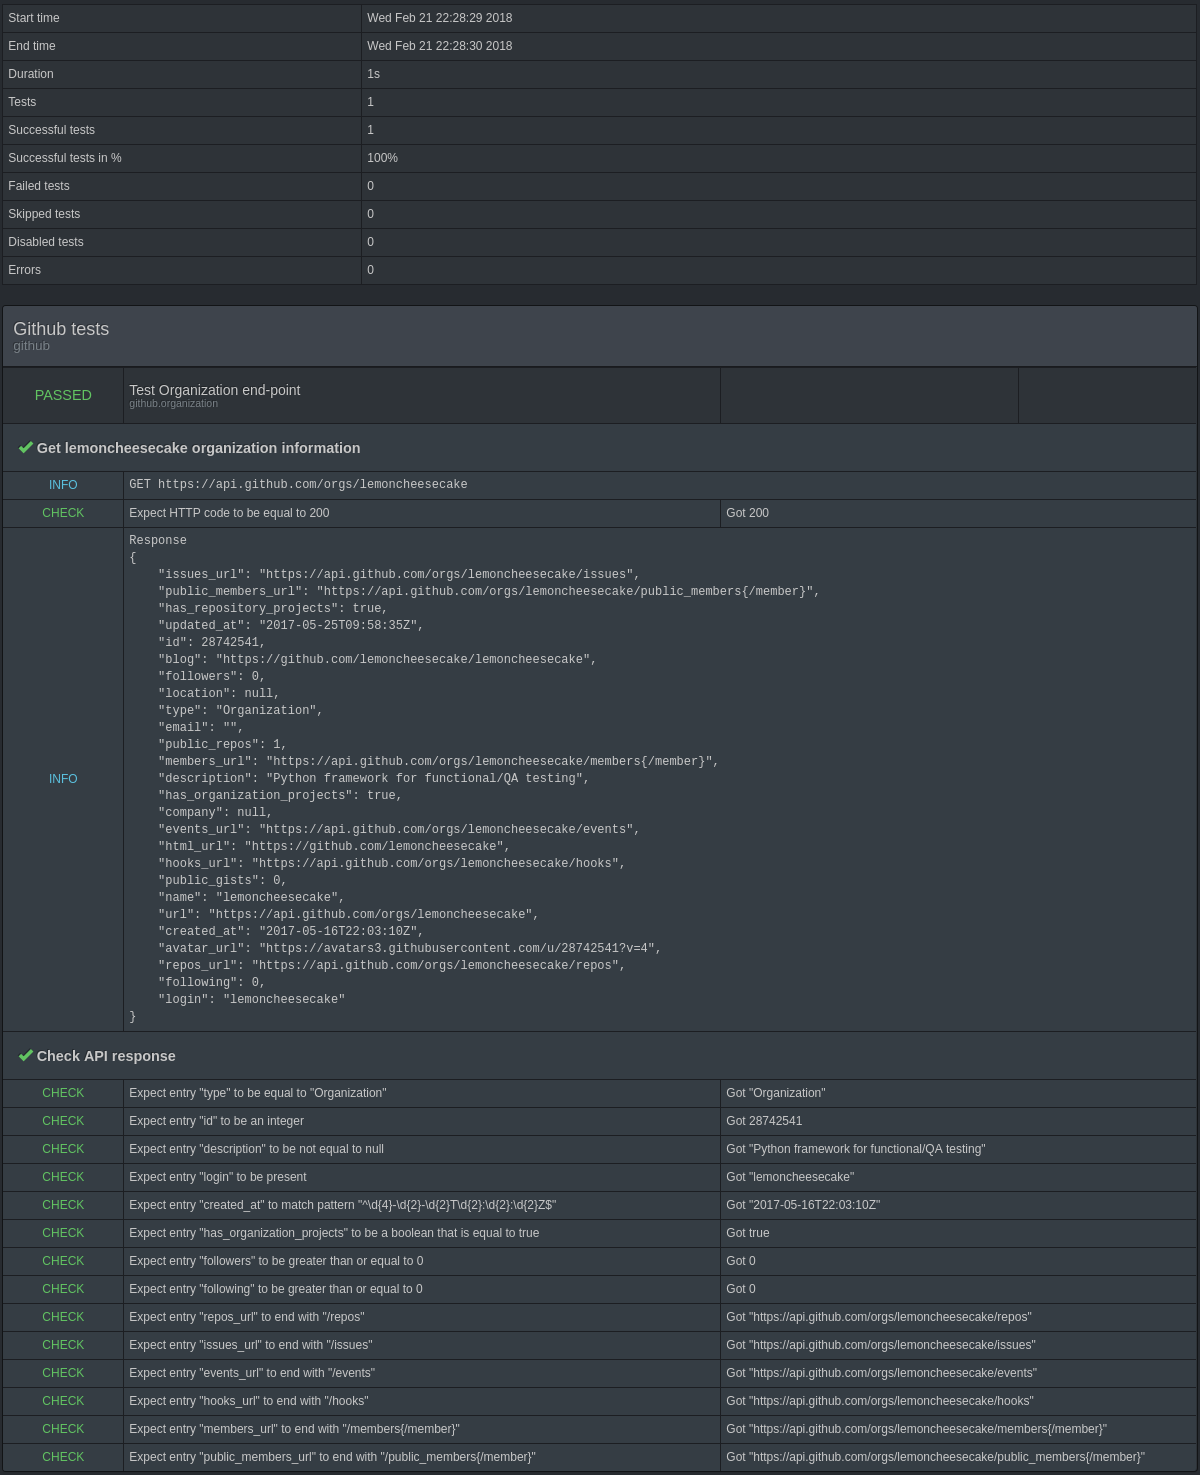 Start time Wed Feb 21 22:28:29 2018
End time Wed Feb 21 22:28:30 2018
Duration 1s
Tests 1
Successful tests 1
Successful tests in % 100%
Failed tests 0
Skipped tests 0
Disabled tests 0
Errors 0
Github tests
github
PASSED Test Organization end-point
github.organization
Get lemoncheesecake organization information
INFO GET https://api.github.com/orgs/lemoncheesecake
CHECK Expect HTTP code to be equal to 200 Got 200
Response
{
    "issues_url": "https://api.github.com/orgs/lemoncheesecake/issues",
    "public_members_url": "https://api.github.com/orgs/lemoncheesecake/public_members{/member}",
    "has_repository_projects": true,
    "updated_at": "2017-05-25T09:58:35Z",
    "id": 28742541,
    "blog": "https://github.com/lemoncheesecake/lemoncheesecake",
    "followers": 0,
    "location": null,
    "type": "Organization",
    "email": "",
    "public_repos": 1,
    "members_url": "https://api.github.com/orgs/lemoncheesecake/members{/member}",
INFO     "description": "Python framework for functional/QA testing",
    "has_organization_projects": true,
    "company": null,
    "events_url": "https://api.github.com/orgs/lemoncheesecake/events",
    "html_url": "https://github.com/lemoncheesecake",
    "hooks_url": "https://api.github.com/orgs/lemoncheesecake/hooks",
    "public_gists": 0,
    "name": "lemoncheesecake",
    "url": "https://api.github.com/orgs/lemoncheesecake",
    "created_at": "2017-05-16T22:03:10Z",
    "avatar_url": "https://avatars3.githubusercontent.com/u/28742541?v=4",
    "repos_url": "https://api.github.com/orgs/lemoncheesecake/repos",
    "following": 0,
    "login": "lemoncheesecake"
}
Check API response
CHECK Expect entry "type" to be equal to "Organization" Got "Organization"
CHECK Expect entry "id" to be an integer Got 28742541
CHECK Expect entry "description" to be not equal to null Got "Python framework for functional/QA testing"
CHECK Expect entry "login" to be present Got "lemoncheesecake"
CHECK Expect entry "created_at" to match pattern "^\d{4}-\d{2}-\d{2}T\d{2}:\d{2}:\d{2}Z$" Got "2017-05-16T22:03:10Z"
CHECK Expect entry "has_organization_projects" to be a boolean that is equal to true Got true
CHECK Expect entry "followers" to be greater than or equal to 0 Got 0
CHECK Expect entry "following" to be greater than or equal to 0 Got 0
CHECK Expect entry "repos_url" to end with "/repos" Got "https://api.github.com/orgs/lemoncheesecake/repos"
CHECK Expect entry "issues_url" to end with "/issues" Got "https://api.github.com/orgs/lemoncheesecake/issues"
CHECK Expect entry "events_url" to end with "/events" Got "https://api.github.com/orgs/lemoncheesecake/events"
CHECK Expect entry "hooks_url" to end with "/hooks" Got "https://api.github.com/orgs/lemoncheesecake/hooks"
CHECK Expect entry "members_url" to end with "/members{/member}" Got "https://api.github.com/orgs/lemoncheesecake/members{/member}"
CHECK Expect entry "public_members_url" to end with "/public_members{/member}" Got "https://api.github.com/orgs/lemoncheesecake/public_members{/member}"